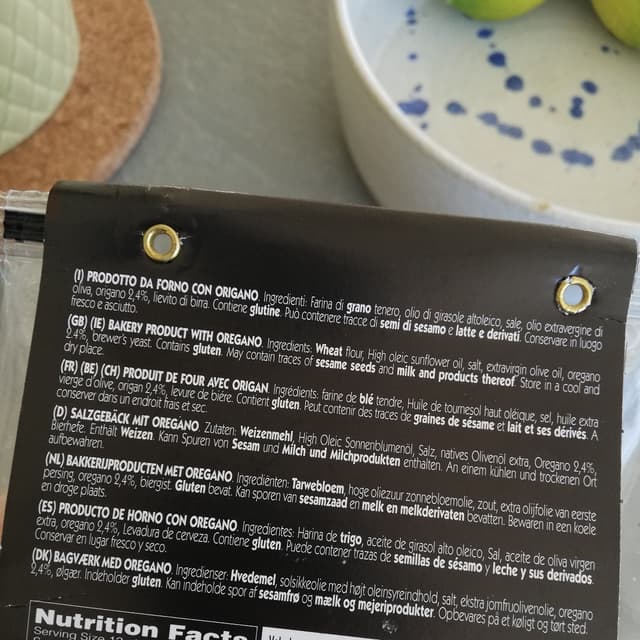 (I) PRODOTTO DA FORNO CON ORIGANO. Ingredienti: Farina di grano tenero, olio di girasole altoleico, sale, olio extravergine di
oliva, origano 2,4%, lievito di birra. Contiene glutine. Può contenere tracce di semi di sesamo e latte e derivati. Conservare in luogo
fresco e asciutto.
(GB) (IE) BAKERY PRODUCT WITH OREGANO. Ingredients: Wheat flour, High oleic sunflower oil, salt, extravirgin olive oil, oregano
2,4%, brewer's yeast. Contains gluten. May contain traces of sesame seeds and milk and products thereof. Store in a cool and
dry place.
(FR) (BE) (CH) PRODUIT DE FOUR AVEC ORIGAN. Ingrédients: farine de blé tendre, Huile de tournesol haut oléique, sel, huile extra
vierge d'olive, origan 2,4%, levure de bière. Contient gluten. Peut contenir des traces de graines de sésame et lait et ses dérivés. A
conserver dans un endroit frais et sec.
(D) SALZGEBÄCK MIT OREGANO. Zutaten: Weizenmehl, High Oleic Sonnenblumenöl, Salz, natives Olivenöl extra, Oregano 2,4%,
Bierhefe. Enthält Weizen. Kann Spuren von Sesam und Milch und Milchprodukten enthalten. An einem kühlen und trockenen Ort
aufbewahren.
(NL) BAKKERIJPRODUCTEN MET OREGANO. Ingrediënten: Tarwebloem, hoge oliezuur zonnebloemolie, zout, extra olijfolie van eerste
persing, oregano 2,4%, biergist. Gluten bevat. Kan sporen van sesamzaad en melk en melkderivaten bevatten. Bewaren in een koele
en droge plaats.
(ES) PRODUCTO DE HORNO CON OREGANO. Ingredientes: Harina de trigo, aceite de girasol alto oleico, Sal, aceite de oliva virgen
extra, oregano 2,4%, Levadura de cerveza. Contiene gluten. Puede contener trazas de semillas de sésamo y leche y sus derivados.
Conservar en lugar fresco y seco.
(DK) BAGVÆRK MED OREGANO. Ingredienser: Hvedemel, solsikkeolie med højt oleinsyreindhold, salt, ekstra jomfruolivenolie, oregano
2,4%, ølgær. Indeholder gluten. Kan indeholde spor af sesamfrø og mælk og mejeriprodukter. Opbevares på et køligt og tørt sted.
Nutrition Facts
Serving Size